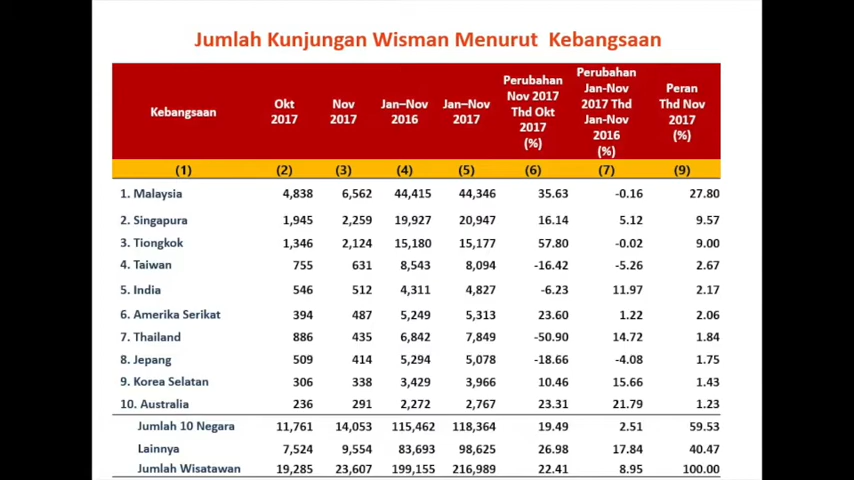 Jumlah Kunjungan Wisman Menurut Kebangsaan
Kebangsaan Okt 2017 Nov 2017 Jan–Nov 2016 Jan–Nov 2017 Perubahan Nov 2017 Thd Okt 2017 (%) Perubahan Jan-Nov 2017 Thd Jan-Nov 2016 (%) Peran Thd Nov 2017 (%)
(1) (2) (3) (4) (5) (6) (7) (9)
1. Malaysia 4,838 6,562 44,415 44,346 35.63 -0.16 27.80
2. Singapura 1,945 2,259 19,927 20,947 16.14 5.12 9.57
3. Tiongkok 1,346 2,124 15,180 15,177 57.80 -0.02 9.00
4. Taiwan 755 631 8,543 8,094 -16.42 -5.26 2.67
5. India 546 512 4,311 4,827 -6.23 11.97 2.17
6. Amerika Serikat 394 487 5,249 5,313 23.60 1.22 2.06
7. Thailand 886 435 6,842 7,849 -50.90 14.72 1.84
8. Jepang 509 414 5,294 5,078 -18.66 -4.08 1.75
9. Korea Selatan 306 338 3,429 3,966 10.46 15.66 1.43
10. Australia 236 291 2,272 2,767 23.31 21.79 1.23
Jumlah 10 Negara 11,761 14,053 115,462 118,364 19.49 2.51 59.53
Lainnya 7,524 9,554 83,693 98,625 26.98 17.84 40.47
Jumlah Wisatawan 19,285 23,607 199,155 216,989 22.41 8.95 100.00